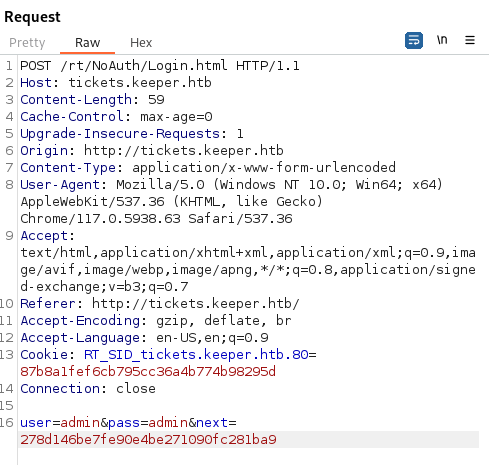 Request
Pretty Raw Hex \n ≡
1 POST /rt/NoAuth/Login.html HTTP/1.1
2 Host: tickets.keeper.htb
3 Content-Length: 59
4 Cache-Control: max-age=0
5 Upgrade-Insecure-Requests: 1
6 Origin: http://tickets.keeper.htb
7 Content-Type: application/x-www-form-urlencoded
8 User-Agent: Mozilla/5.0 (Windows NT 10.0; Win64; x64)
AppleWebKit/537.36 (KHTML, like Gecko)
Chrome/117.0.5938.63 Safari/537.36
9 Accept:
text/html,application/xhtml+xml,application/xml;q=0.9,ima
ge/avif,image/webp,image/apng,*/*;q=0.8,application/signe
d-exchange;v=b3;q=0.7
10 Referer: http://tickets.keeper.htb/
11 Accept-Encoding: gzip, deflate, br
12 Accept-Language: en-US,en;q=0.9
13 Cookie: RT_SID_tickets.keeper.htb.80=
87b8a1fef6cb795cc36a4b774b98295d
14 Connection: close
15
16 user=admin&pass=admin&next=
278d146be7fe90e4be271090fc281ba9